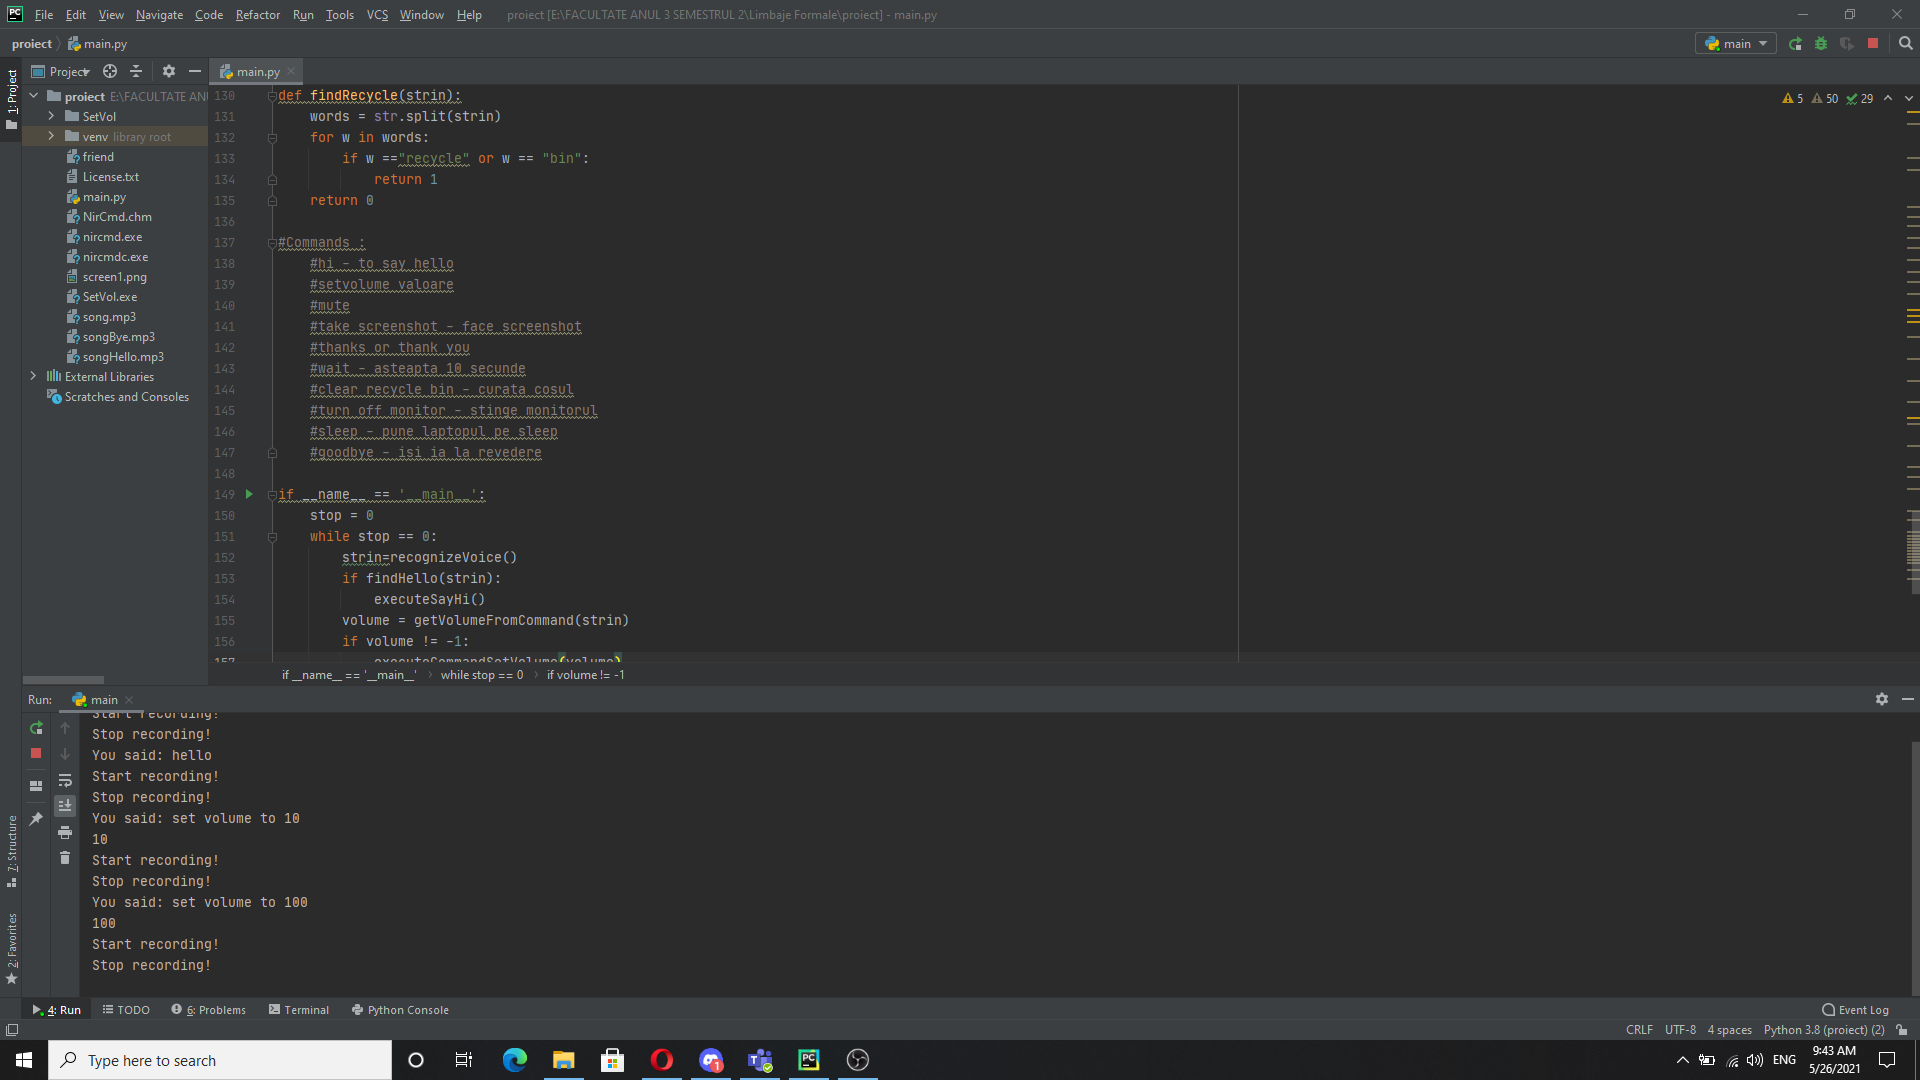 File Edit View Navigate Code Refactor Run Tools VCS Window Help proiect [E:\FACULTATE ANUL 3 SEMESTRUL 2\Limbaje Formale\proiect] - main.py
proiect main.py
main
1: Project
Project
main.py
proiect E:\FACULTATE ANU
SetVol
venv library root
friend
License.txt
main.py
NirCmd.chm
nircmd.exe
nircmdc.exe
screen1.png
SetVol.exe
song.mp3
songBye.mp3
songHello.mp3
External Libraries
Scratches and Consoles
5 50 29
130 def findRecycle(strin):
131 words = str.split(strin)
132 for w in words:
133 if w =="recycle" or w == "bin":
134 return 1
135 return 0
136
137 #Commands :
138 #hi - to say hello
139 #setvolume valoare
140 #mute
141 #take screenshot - face screenshot
142 #thanks or thank you
143 #wait - asteapta 10 secunde
144 #clear recycle bin - curata cosul
145 #turn off monitor - stinge monitorul
146 #sleep - pune laptopul pe sleep
147 #goodbye - isi ia la revedere
148
149 if __name__ == '__main__':
150 stop = 0
151 while stop == 0:
152 strin=recognizeVoice()
153 if findHello(strin):
154 executeSayHi()
155 volume = getVolumeFromCommand(strin)
156 if volume != -1:
157 executeCommandSetVolume(volume)
if __name__ == '__main__' while stop == 0 if volume != -1
Run: main
Start recording!
Stop recording!
You said: hello
Start recording!
Stop recording!
You said: set volume to 10
10
Start recording!
Stop recording!
You said: set volume to 100
100
Start recording!
Stop recording!
7: Structure
2: Favorites
4: Run TODO 6: Problems Terminal Python Console Event Log
CRLF UTF-8 4 spaces Python 3.8 (proiect) (2)
Type here to search
1
ENG
9:43 AM
5/26/2021